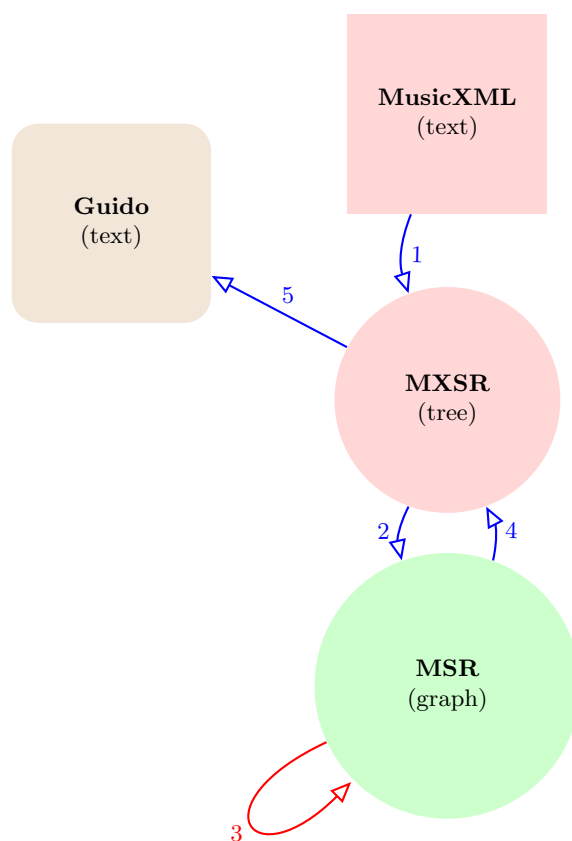 MusicXML
(text)
Guido
(text)
1
5
MXSR
(tree)
2
4
MSR
(graph)
3